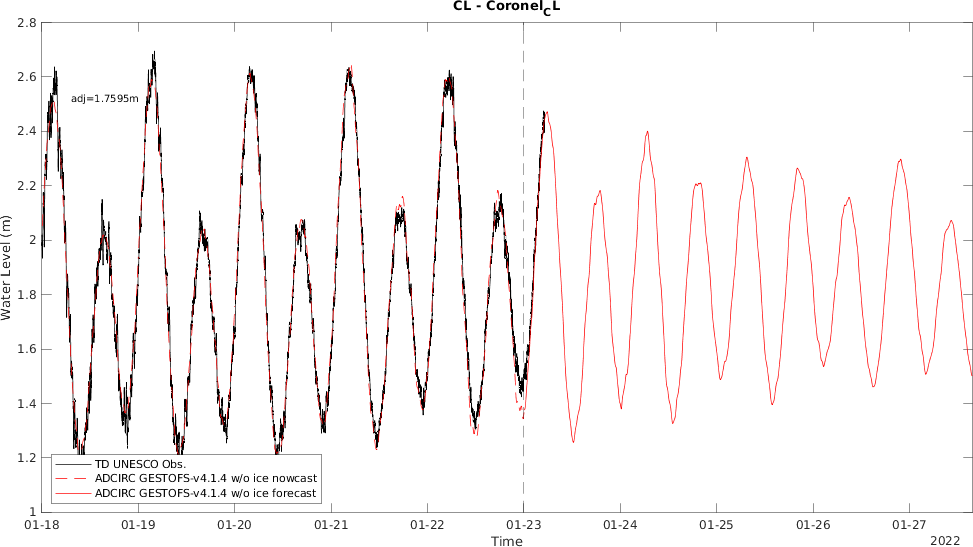 CL - Coronel_CL
2.8
2.6
2.4
2.2
2
1.8
1.6
1.4
1.2
1
Water Level (m)
adj=1.7595m
TD UNESCO Obs.
ADCIRC GESTOFS-v4.1.4 w/o ice nowcast
ADCIRC GESTOFS-v4.1.4 w/o ice forecast
01-18 01-19 01-20 01-21 01-22 01-23 01-24 01-25 01-26 01-27
Time
2022